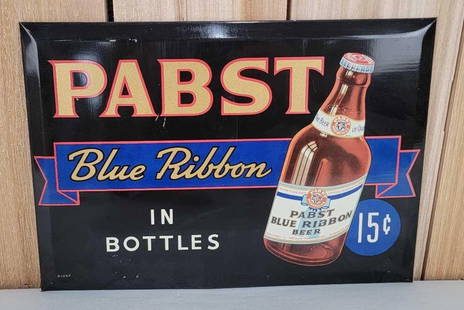 PABST
Blue Ribbon
IN
BOTTLES
PABST
BLUE RIBBON
BEER
15¢